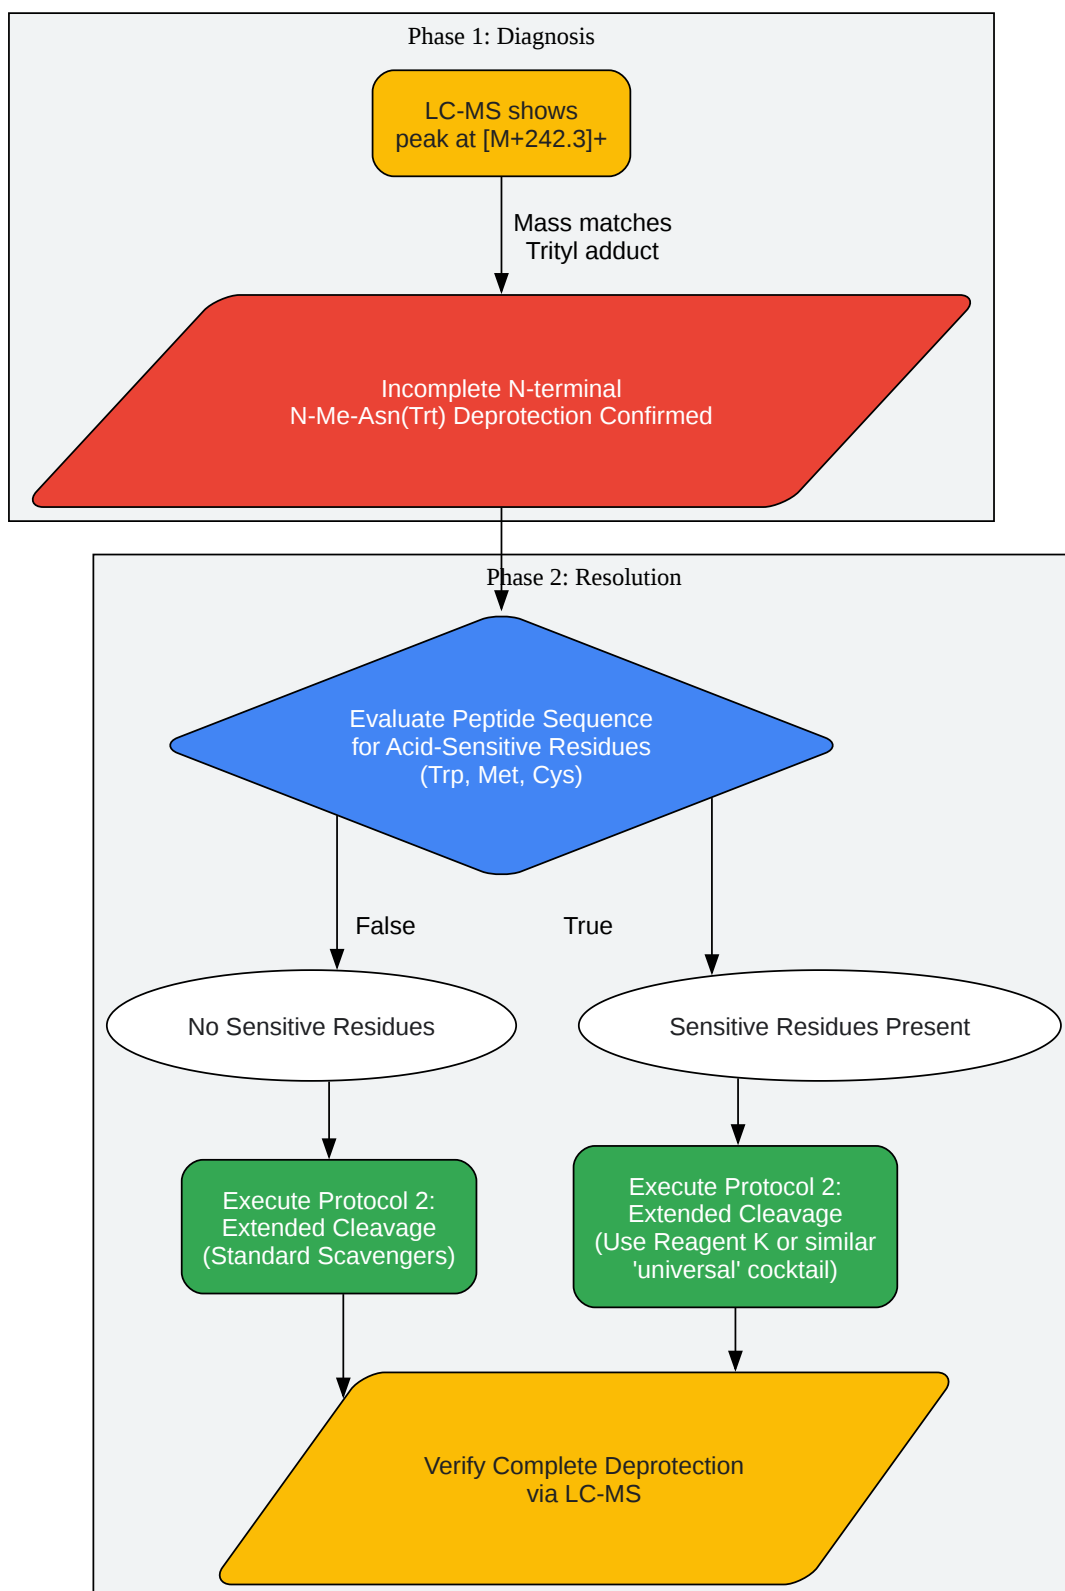 Phase 1: Diagnosis
LC-MS shows
peak at [M+242.3]+
Mass matches
Trityl adduct
Incomplete N-terminal
N-Me-Asn(Trt) Deprotection Confirmed
Phase 2: Resolution
Evaluate Peptide Sequence
for Acid-Sensitive Residues
(Trp, Met, Cys)
False
True
No Sensitive Residues
Sensitive Residues Present
Execute Protocol 2:
Extended Cleavage
(Standard Scavengers)
Execute Protocol 2:
Extended Cleavage
(Use Reagent K or similar
'universal' cocktail)
Verify Complete Deprotection
via LC-MS